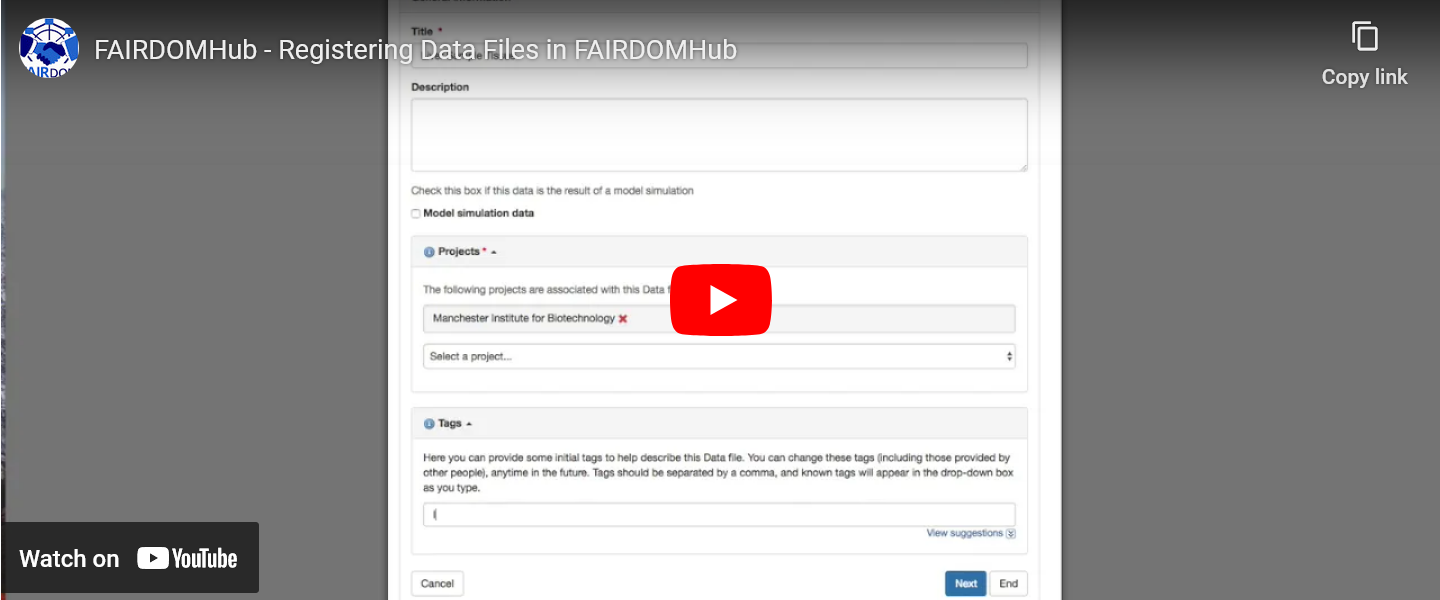 FAIRDOMHub - Registering Data Files in FAIRDOMHub
Copy link
Title *
Description
Check this box if this data is the result of a model simulation
Model simulation data
Projects *
The following projects are associated with this Data
Manchester Institute for Biotechnology
Select a project...
Tags
Here you can provide some initial tags to help describe this Data file. You can change these tags (including those provided by
other people), anytime in the future. Tags should be separated by a comma, and known tags will appear in the drop-down box
as you type.
View suggestions
Watch on YouTube
Cancel
Next
End